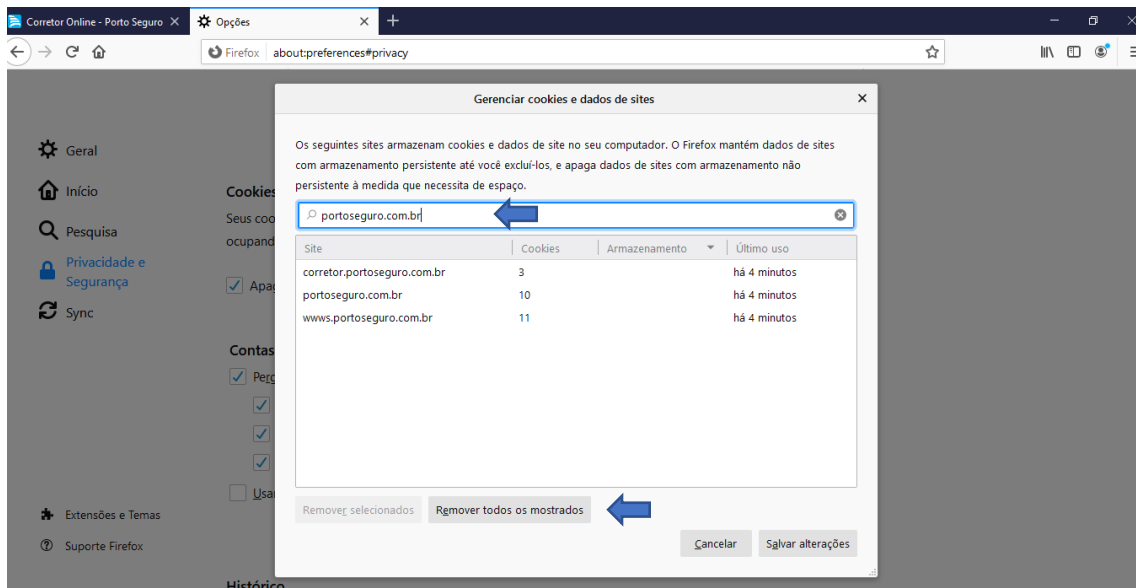 Corretor Online - Porto Seguro
Opções
Firefox about:preferences#privacy
Gerenciar cookies e dados de sites
Os seguintes sites armazenam cookies e dados de site no seu computador. O Firefox mantém dados de sites
com armazenamento persistente até você excluí-los, e apaga dados de sites com armazenamento não
persistente à medida que necessita de espaço.
portoseguro.com.br
Site Cookies Armazenamento Último uso
corretor.portoseguro.com.br 3 há 4 minutos
portoseguro.com.br 10 há 4 minutos
wwws.portoseguro.com.br 11 há 4 minutos
Remover selecionados Remover todos os mostrados
Cancelar Salvar alterações
Geral
Início
Pesquisa
Privacidade e
Segurança
Sync
Extensões e Temas
Suporte Firefox
Cookies
Seus coo
ocupand
Apa
Contas
Perg
Usa
Histórico